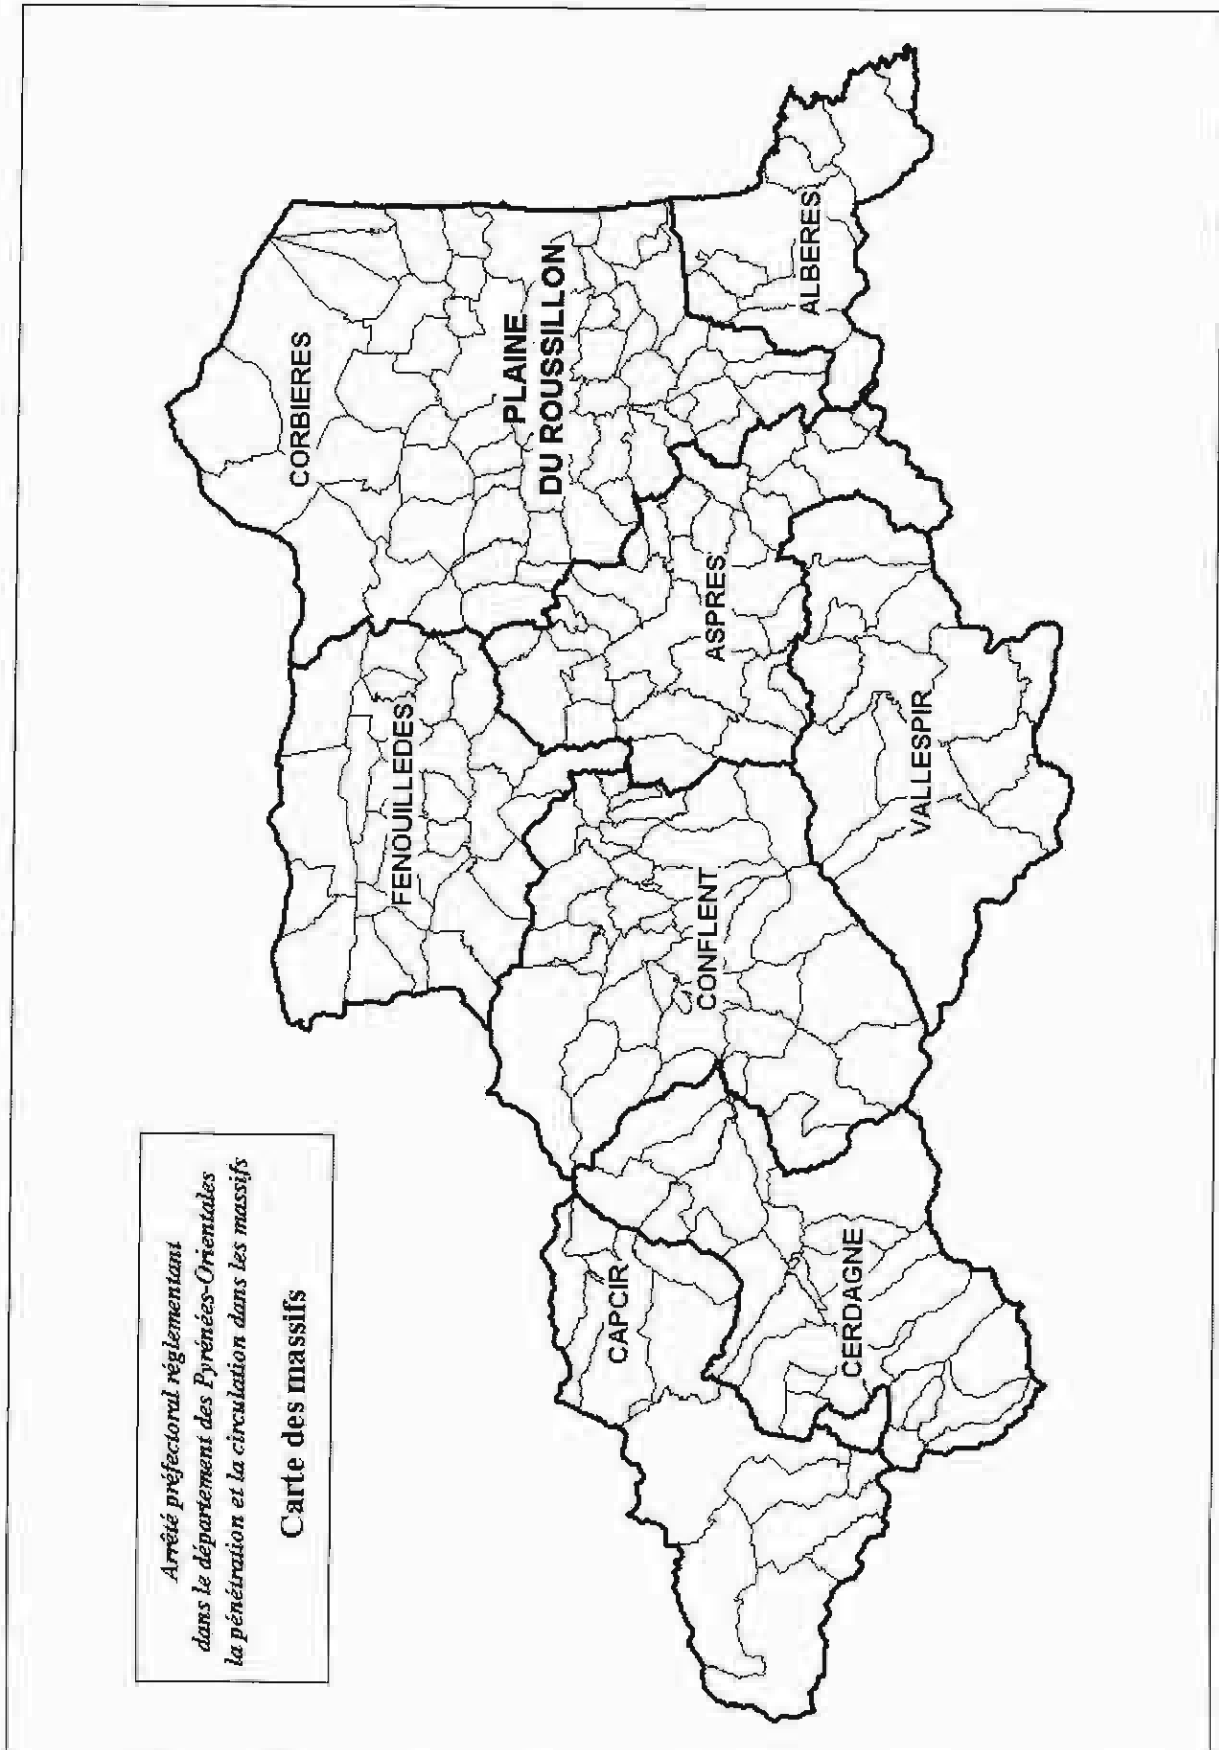 Arrêté préfectoral réglementant
dans le département des Pyrénées-Orientales
la pénétration et la circulation dans les massifs
Carte des massifs
CORBIERES
FENOUILLEDES
PLAINE
DU ROUSSILLON
CAPCIR
CONFLENT
ASPRES
ALBERES
CERDAGNE
VALLESPIR